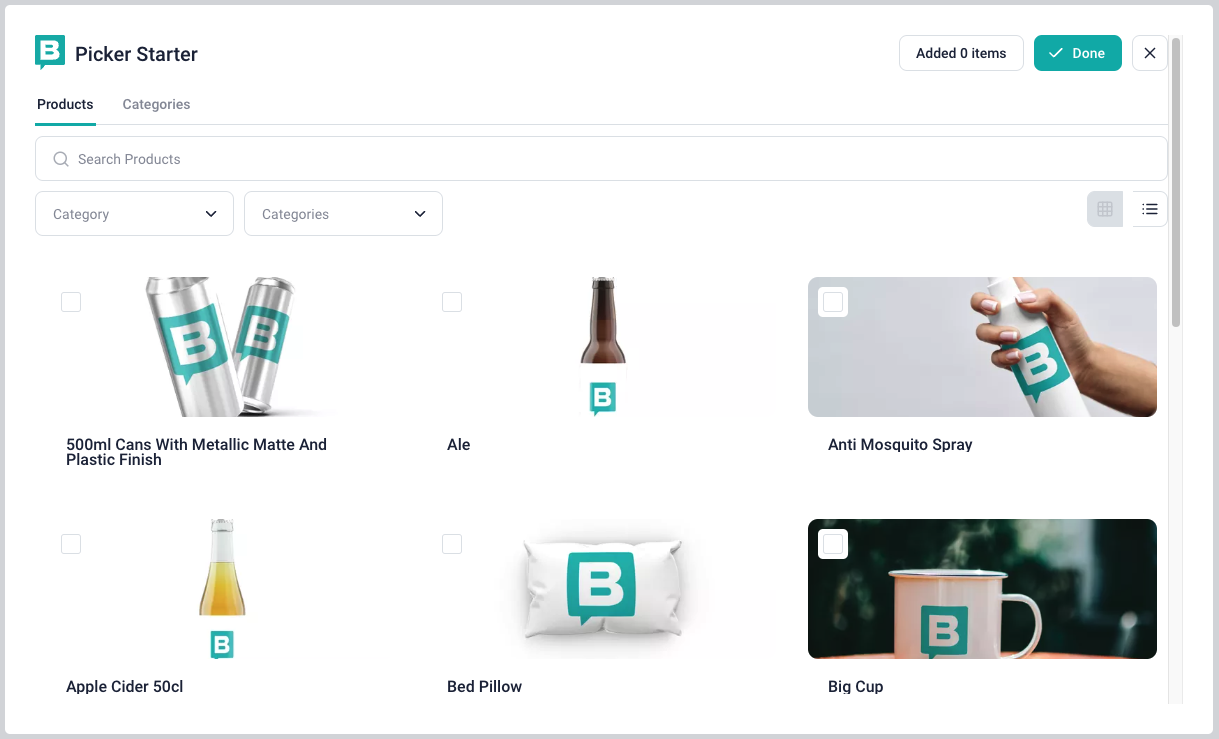 B Picker Starter
Added 0 items
Done
Products
Categories
Search Products
Category
Categories
B
B
B
B
500ml Cans With Metallic Matte And
Plastic Finish
Ale
Anti Mosquito Spray
B
B
B
Apple Cider 50cl
Bed Pillow
Big Cup